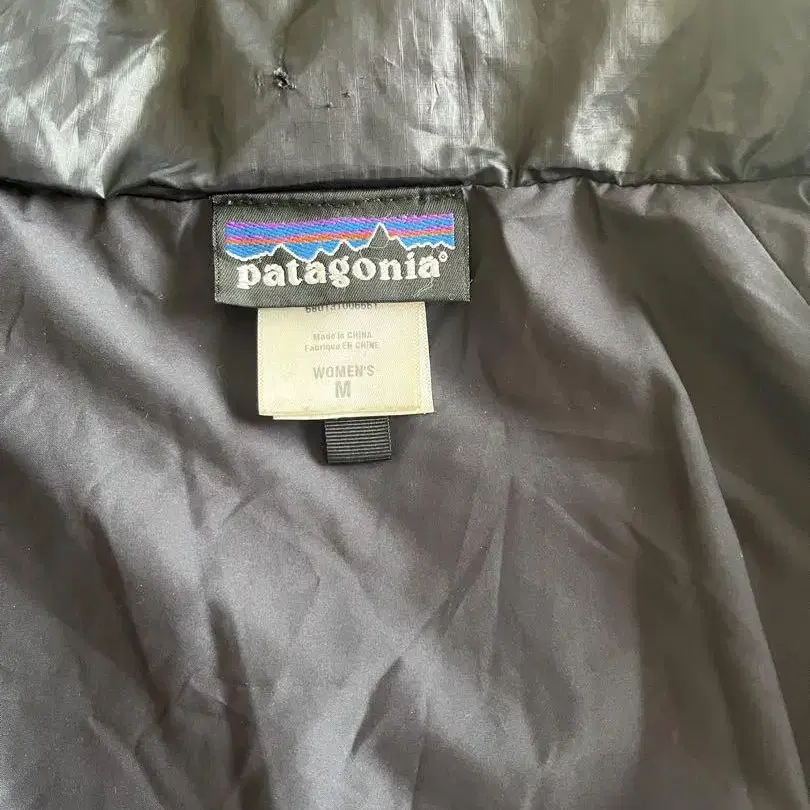 patagonia®
Made in CHINA
Fabriqué EN CHINE
WOMEN'S
M